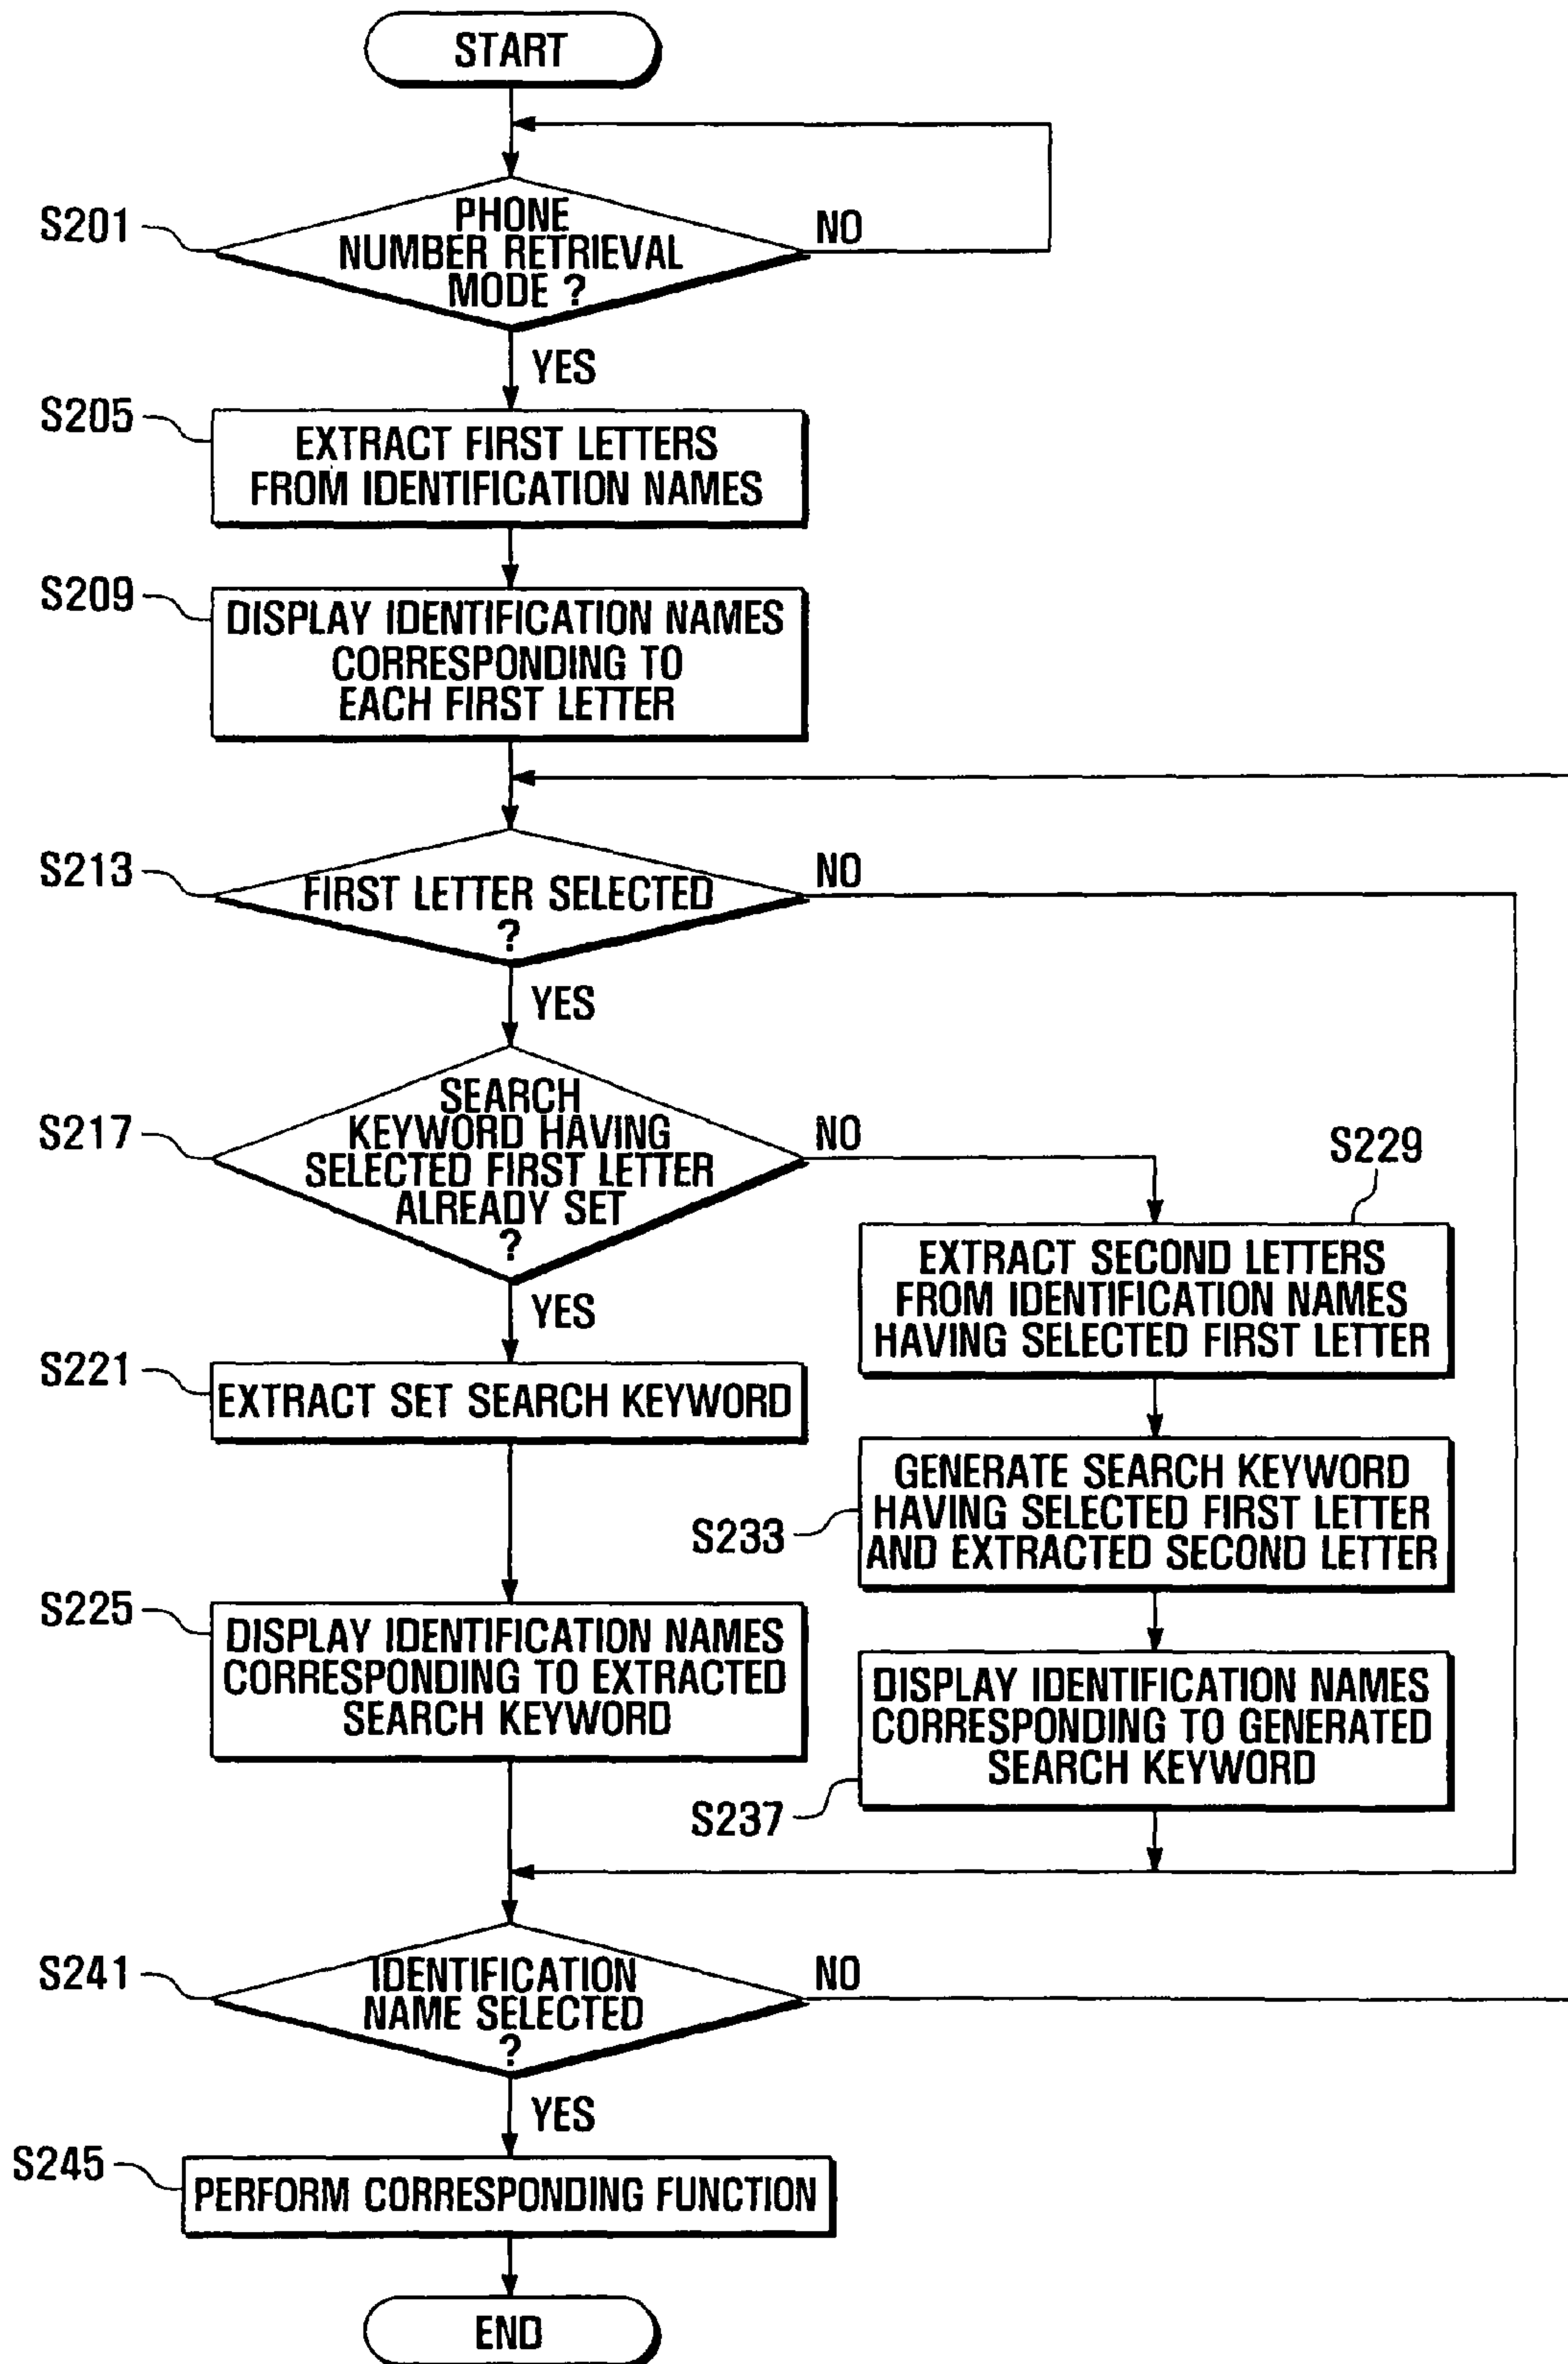 START
S201
PHONE
NUMBER RETRIEVAL
MODE ?
NO
YES
S205
EXTRACT FIRST LETTERS
FROM IDENTIFICATION NAMES
S209
DISPLAY IDENTIFICATION NAMES
CORRESPONDING TO
EACH FIRST LETTER
S213
FIRST LETTER SELECTED
?
NO
YES
S217
SEARCH
KEYWORD HAVING
SELECTED FIRST LETTER
ALREADY SET
?
NO
YES
S229
EXTRACT SECOND LETTERS
FROM IDENTIFICATION NAMES
HAVING SELECTED FIRST LETTER
S221
EXTRACT SET SEARCH KEYWORD
S233
GENERATE SEARCH KEYWORD
HAVING SELECTED FIRST LETTER
AND EXTRACTED SECOND LETTER
S225
DISPLAY IDENTIFICATION NAMES
CORRESPONDING TO EXTRACTED
SEARCH KEYWORD
S237
DISPLAY IDENTIFICATION NAMES
CORRESPONDING TO GENERATED
SEARCH KEYWORD
S241
IDENTIFICATION
NAME SELECTED
?
NO
YES
S245
PERFORM CORRESPONDING FUNCTION
END